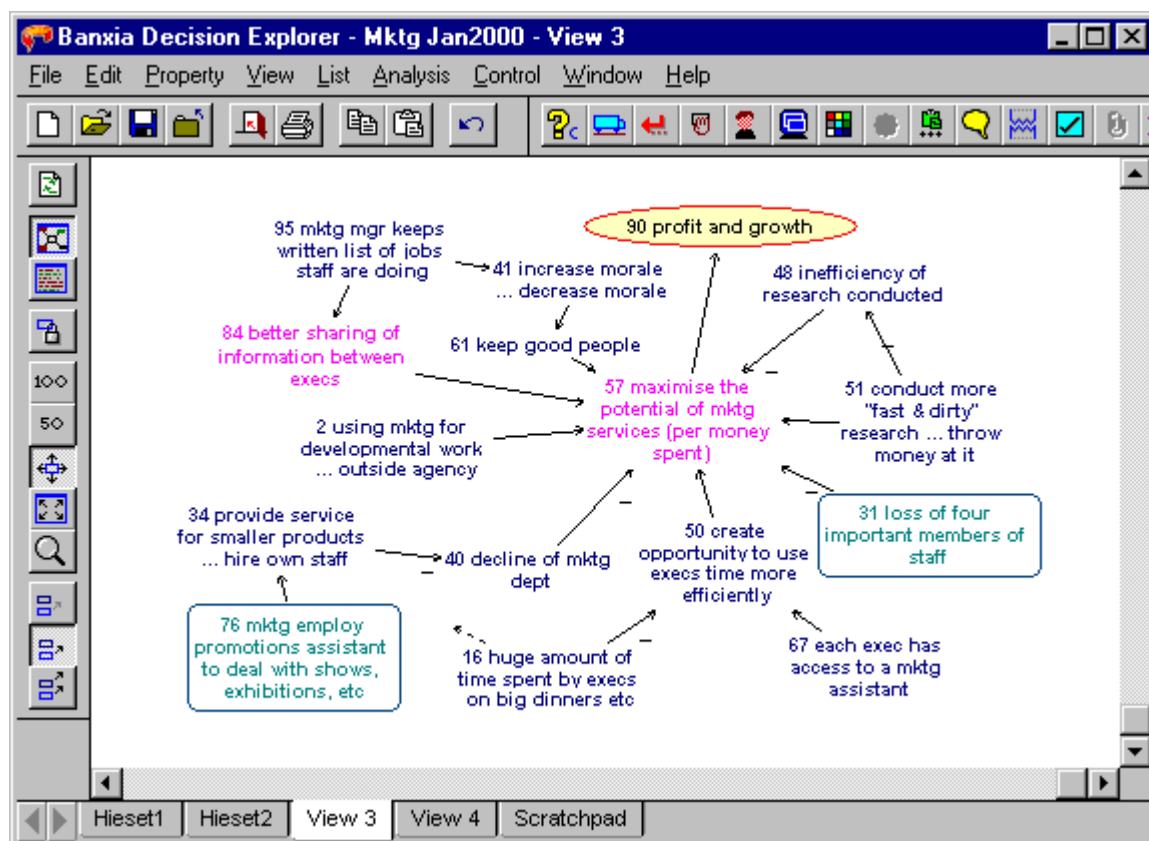 Banxia Decision Explorer - Mktg Jan2000 - View 3
File Edit Property View List Analysis Control Window Help
100
50
90 profit and growth
95 mktg mgr keeps
written list of jobs
staff are doing
41 increase morale
... decrease morale
48 inefficiency of
research conducted
84 better sharing of
information between
execs
61 keep good people
57 maximise the
potential of mktg
services (per money
spent)
51 conduct more
"fast & dirty"
research ... throw
money at it
2 using mktg for
developmental work
... outside agency
34 provide service
for smaller products
... hire own staff
40 decline of mktg
dept
50 create
opportunity to use
execs time more
efficiently
31 loss of four
important members of
staff
76 mktg employ
promotions assistant
to deal with shows,
exhibitions, etc
16 huge amount of
time spent by execs
on big dinners etc
67 each exec has
access to a mktg
assistant
Hieset1 Hieset2 View 3 View 4 Scratchpad